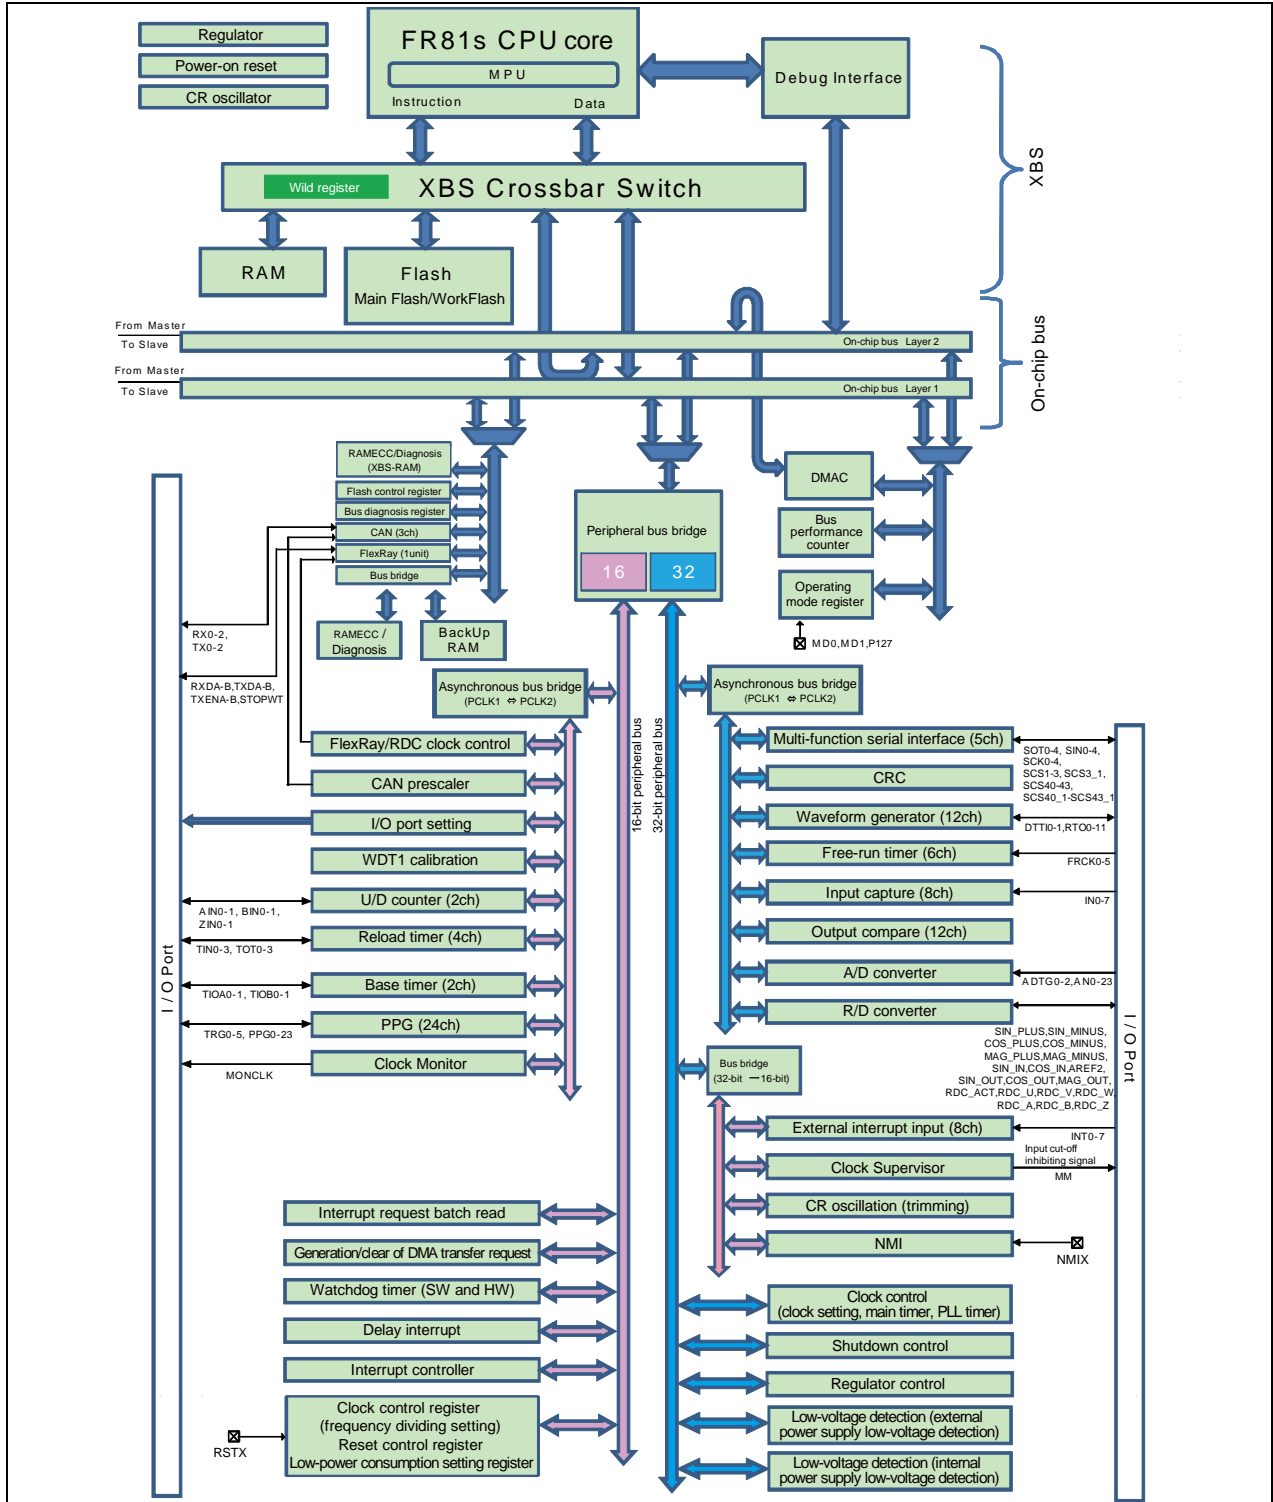 Regulator
Power-on reset
CR oscillator
FR81s CPU core
MPU
Instruction
Data
Debug Interface
XBS
Wild register
XBS Crossbar Switch
RAM
Flash
Main Flash/WorkFlash
From Master
To Slave
On-chip bus Layer 2
From Master
To Slave
On-chip bus Layer 1
On-chip bus
RAMECC/Diagnosis
(XBS-RAM)
Flash control register
Bus diagnosis register
CAN (3ch)
FlexRay (1unit)
Bus bridge
RAMECC /
Diagnosis
BackUp
RAM
Peripheral bus bridge
16
32
DMAC
Bus
performance
counter
Operating
mode register
MD0,MD1,P127
RX0-2,
TX0-2
RXDA-B,TXDA-B,
TXENA-B,STOPWT
Asynchronous bus bridge
(PCLK1 ⇔ PCLK2)
Asynchronous bus bridge
(PCLK1 ⇔ PCLK2)
16-bit peripheral bus
32-bit peripheral bus
I/O Port
FlexRay/RDC clock control
CAN prescaler
I/O port setting
WDT1 calibration
U/D counter (2ch)
AIN0-1, BIN0-1,
ZIN0-1
Reload timer (4ch)
TIN0-3, TOT0-3
Base timer (2ch)
TIOA0-1, TIOB0-1
PPG (24ch)
TRG0-5, PPG0-23
Clock Monitor
MONCLK
Multi-function serial interface (5ch)
SOT0-4, SIN0-4,
SCK0-4,
SCS1-3, SCS3_1,
SCS40-43,
SCS40_1-SCS43_1
CRC
Waveform generator (12ch)
DTTI0-1,RTO0-11
Free-run timer (6ch)
FRCK0-5
Input capture (8ch)
IN0-7
Output compare (12ch)
A/D converter
ADTG0-2,AN0-23
R/D converter
SIN_PLUS,SIN_MINUS,
COS_PLUS,COS_MINUS,
MAG_PLUS,MAG_MINUS,
SIN_IN,COS_IN,AREF2,
SIN_OUT,COS_OUT,MAG_OUT,
RDC_ACT,RDC_U,RDC_V,RDC_W,
RDC_A,RDC_B,RDC_Z
I/O Port
Bus bridge
(32-bit →16-bit)
External interrupt input (8ch)
INT0-7
Clock Supervisor
Input cut-off
inhibiting signal
MM
CR oscillation (trimming)
NMI
NMIX
Interrupt request batch read
Generation/clear of DMA transfer request
Watchdog timer (SW and HW)
Delay interrupt
Interrupt controller
Clock control register
(frequency dividing setting)
Reset control register
Low-power consumption setting register
RSTX
Clock control
(clock setting, main timer, PLL timer)
Shutdown control
Regulator control
Low-voltage detection (external
power supply low-voltage detection)
Low-voltage detection (internal
power supply low-voltage detection)